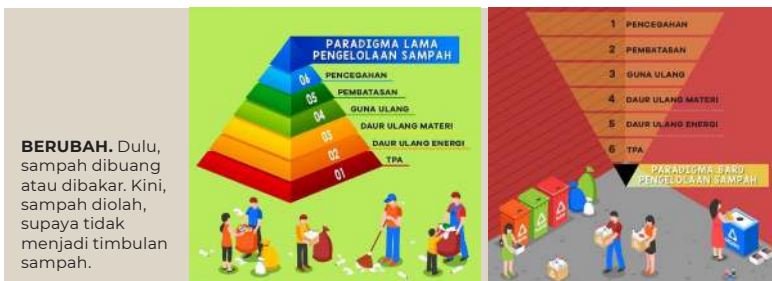 BERUBAH. Dulu,
sampah dibuang
atau dibakar. Kini,
sampah diolah,
supaya tidak
menjadi timbulan
sampah.
PARADIGMA LAMA
PENGELOLAAN SAMPAH
06 PENCEGAHAN
05 PEMBATASAN
04 GUNA ULANG
03 DAUR ULANG MATERI
02 DAUR ULANG ENERGI
01 TPA
1 PENCEGAHAN
2 PEMBATASAN
3 GUNA ULANG
4 DAUR ULANG MATERI
5 DAUR ULANG ENERGI
6 TPA
PARADIGMA BARU
PENGELOLAAN SAMPAH